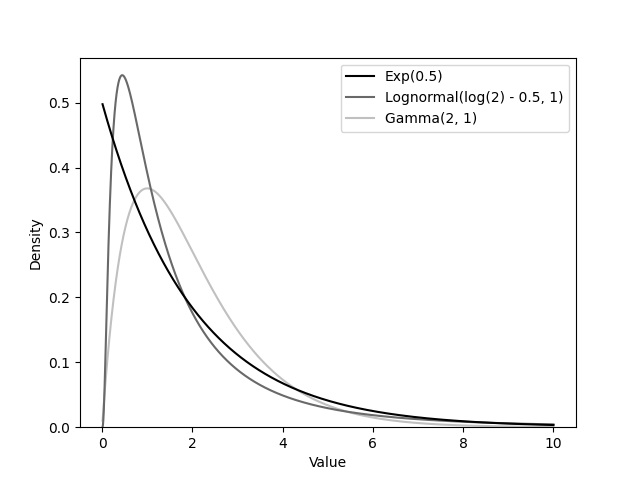 Exp(0.5)
Lognormal(log(2) - 0.5, 1)
Gamma(2, 1)
0.5
0.4
0.3
0.2
0.1
0.0
Density
0 2 4 6 8 10
Value